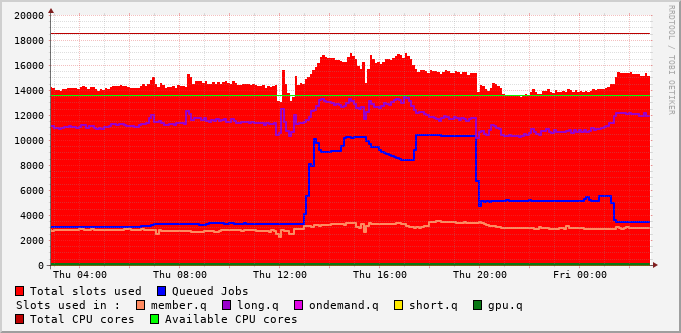 20000
18000
16000
14000
12000
10000
8000
6000
4000
2000
0
Thu 04:00 Thu 08:00 Thu 12:00 Thu 16:00 Thu 20:00 Fri 00:00
RRDTOOL / TOBI OETIKER
Total slots used Queued Jobs
Slots used in : member.q long.q ondemand.q short.q gpu.q
Total CPU cores Available CPU cores